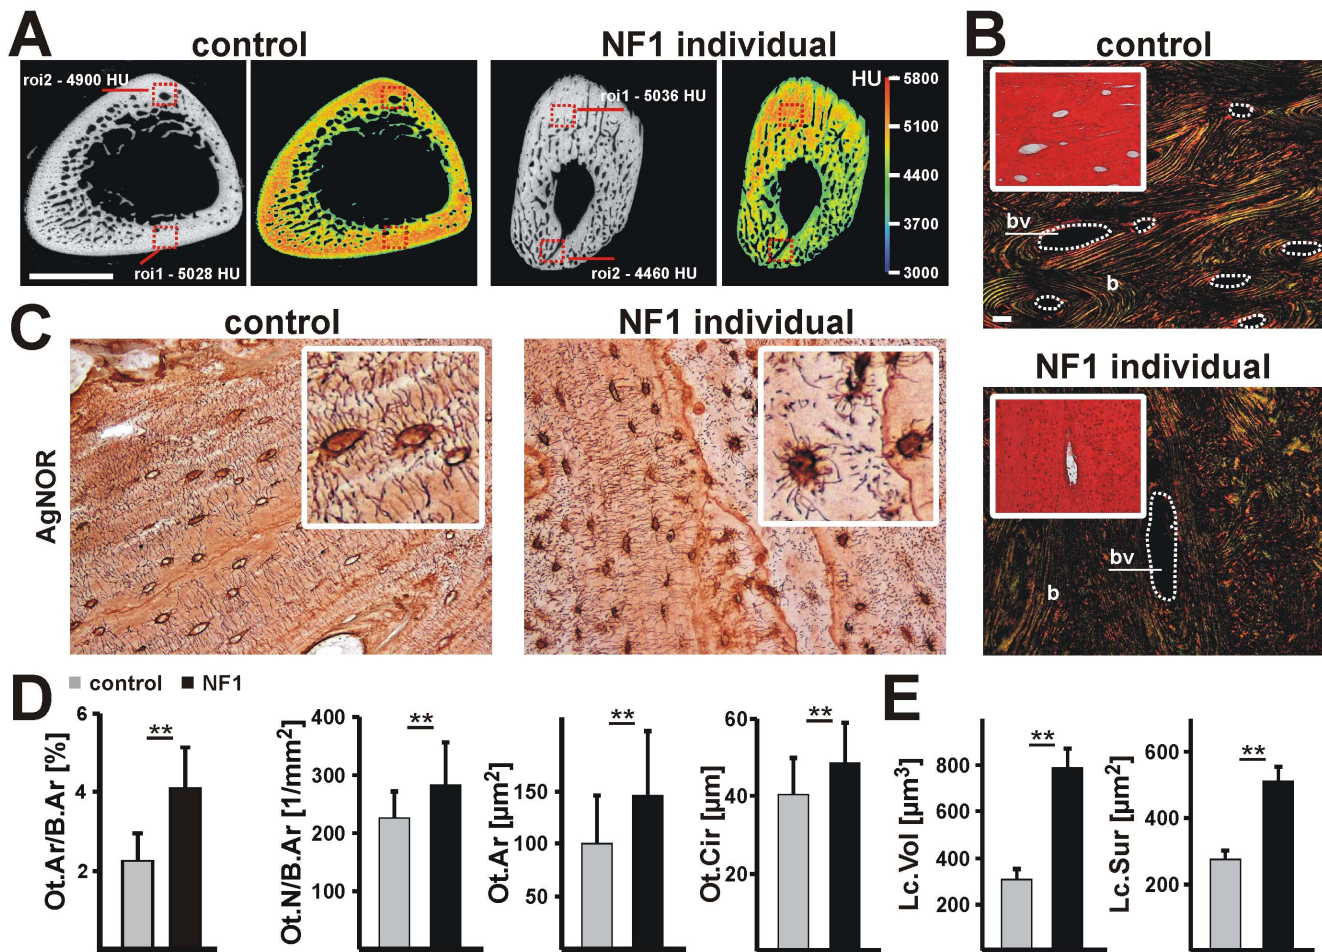 A
control
NF1 individual
roi2 - 4900 HU
roi1 - 5028 HU
roi1 - 5036 HU
roi2 - 4460 HU
HU
5800
5100
4400
3700
3000
B
control
bv
b
NF1 individual
bv
b
C
control
NF1 individual
AgNOR
D
control
NF1
Ot.Ar/B.Ar [%]
6
4
2
**
Ot.N/B.Ar [1/mm²]
400
300
200
100
**
Ot.Ar [µm²]
150
100
50
**
Ot.Cir [µm]
60
40
20
**
E
Lc.Vol [µm³]
800
600
400
200
**
Lc.Sur [µm²]
600
400
200
**